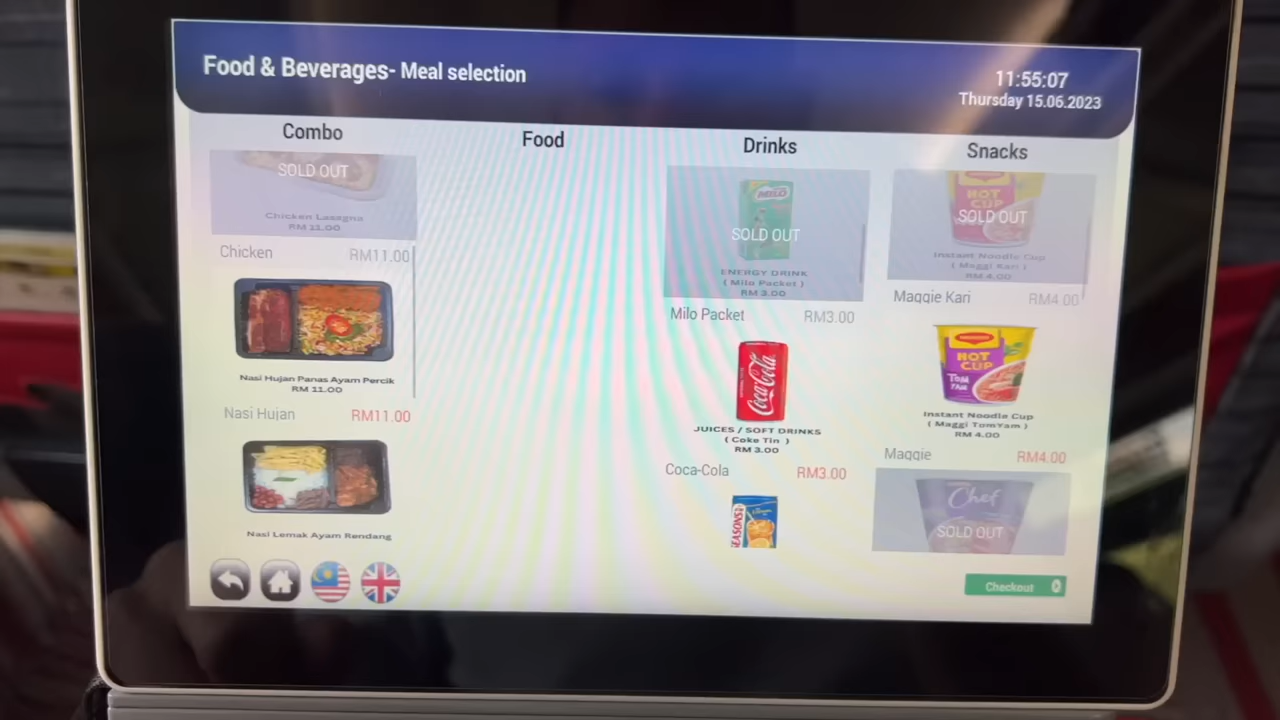 Food & Beverages- Meal selection
11:55:07
Thursday 15.06.2023
Combo
SOLD OUT
Chicken Lasagna
RM 11.00
Chicken RM11.00
Nasi Hujan Panas Ayam Percik
RM 11.00
Nasi Hujan RM11.00
Nasi Lemak Ayam Rendang
Food
Drinks
MILO
SOLD OUT
ENERGY DRINK
( Milo Packet )
RM 3.00
Milo Packet RM3.00
Coca-Cola
JUICES / SOFT DRINKS
( Coke Tin )
RM 3.00
Coca-Cola RM3.00
SEASONS
Snacks
HOT
CUP
SOLD OUT
Instant Noodle Cup
( Maggi Kari )
RM 4.00
Maggie Kari RM4.00
HOT
CUP
TOM
YAM
Instant Noodle Cup
( Maggi TomYam )
RM 4.00
Maggie RM4.00
Chef
SOLD OUT
Checkout 0